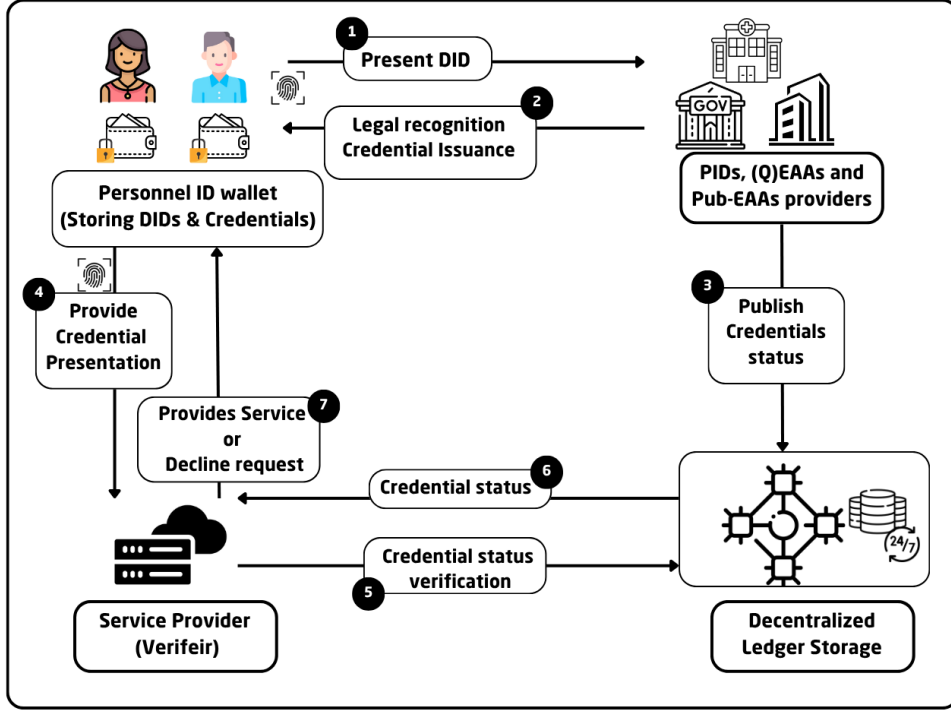 1
Present DID
2
Legal recognition
Credential Issuance
GOV
Personnel ID wallet
(Storing DIDs & Credentials)
PIDs, (Q)EAAs and
Pub-EAAs providers
3
Publish
Credentials
status
4
Provide
Credential
Presentation
7
Provides Service
or
Decline request
6
Credential status
24/7
Credential status
verification
5
Service Provider
(Verifeir)
Decentralized
Ledger Storage